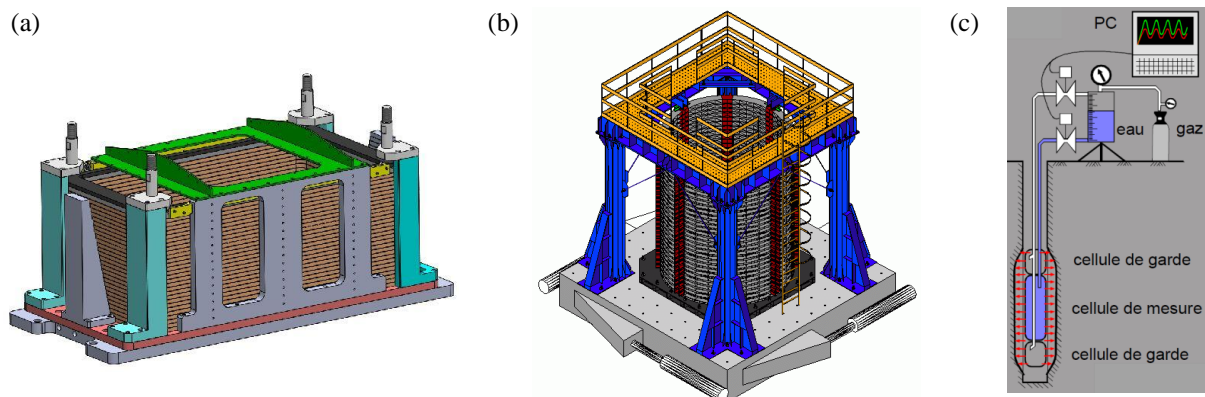 (a)
(b)
(c)
PC
eau
gaz
cellule de garde
cellule de mesure
cellule de garde